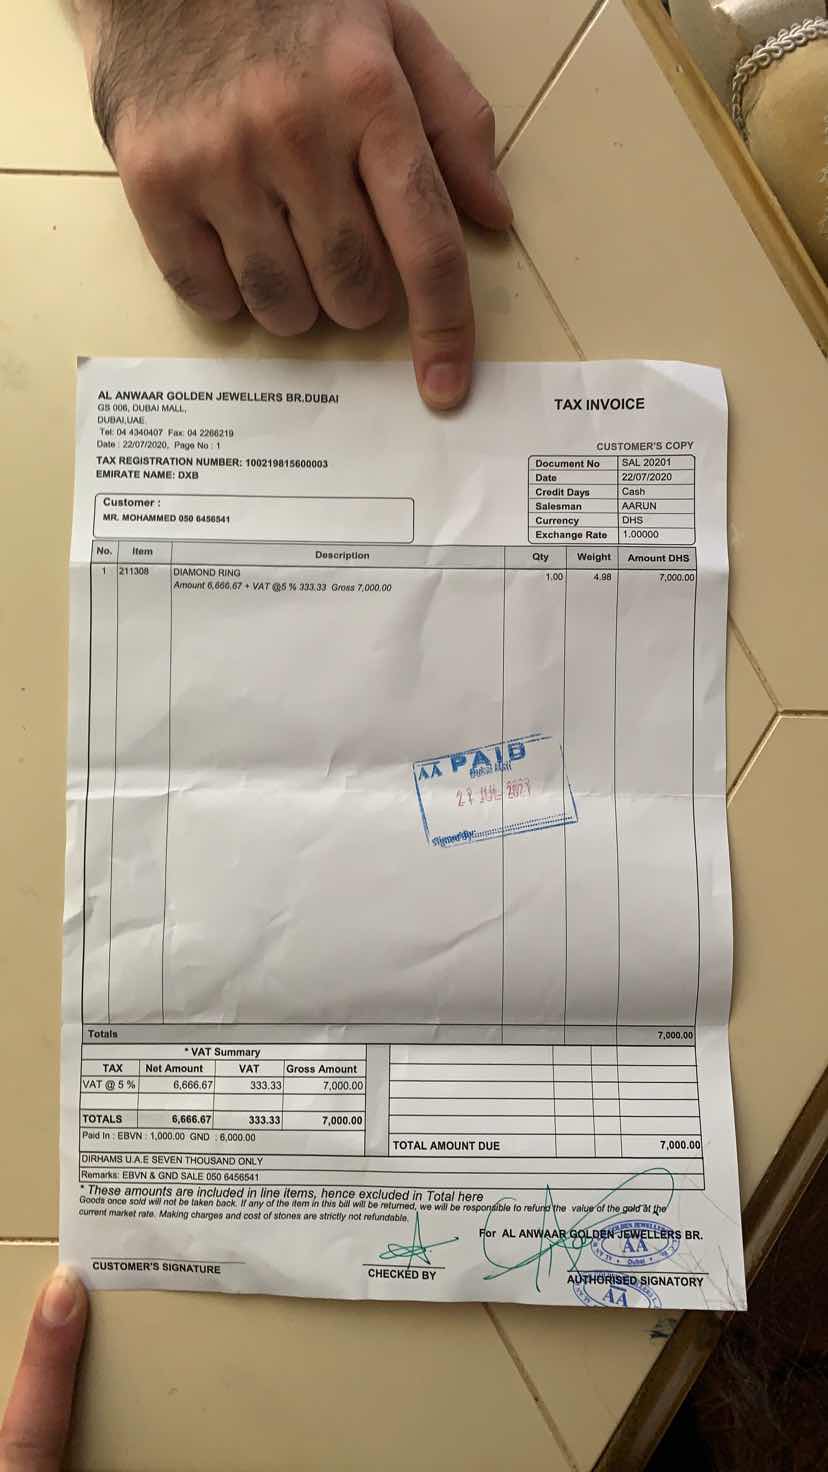 AL ANWAAR GOLDEN JEWELLERS BR.DUBAI
GS 006, DUBAI MALL,
DUBAI,UAE.
Tel: 04 4340407 Fax: 04 2266219
Date : 22/07/2020, Page No : 1
TAX REGISTRATION NUMBER: 100219815600003
EMIRATE NAME: DXB
TAX INVOICE
CUSTOMER'S COPY
Customer :
MR. MOHAMMED 050 6456541
Document No SAL 20201
Date 22/07/2020
Credit Days Cash
Salesman AARUN
Currency DHS
Exchange Rate 1.00000
No. Item Description Qty Weight Amount DHS
1 211308 DIAMOND RING 1.00 4.98 7,000.00
Amount 6,666.67 + VAT @5 % 333.33 Gross 7,000.00
AA PAID
JUL
Signed By:
Totals 7,000.00
* VAT Summary
TAX Net Amount VAT Gross Amount
VAT @ 5 % 6,666.67 333.33 7,000.00
TOTALS 6,666.67 333.33 7,000.00
Paid In : EBVN : 1,000.00 GND : 6,000.00
TOTAL AMOUNT DUE 7,000.00
DIRHAMS U.A.E SEVEN THOUSAND ONLY
Remarks: EBVN & GND SALE 050 6456541
* These amounts are included in line items, hence excluded in Total here
Goods once sold will not be taken back. If any of the item in this bill will be returned, we will be responsible to refund the value of the gold at the
current market rate. Making charges and cost of stones are strictly not refundable.
For AL ANWAAR GOLDEN JEWELLERS BR.
AA
Dubai
CUSTOMER'S SIGNATURE
CHECKED BY
AUTHORISED SIGNATORY
AA